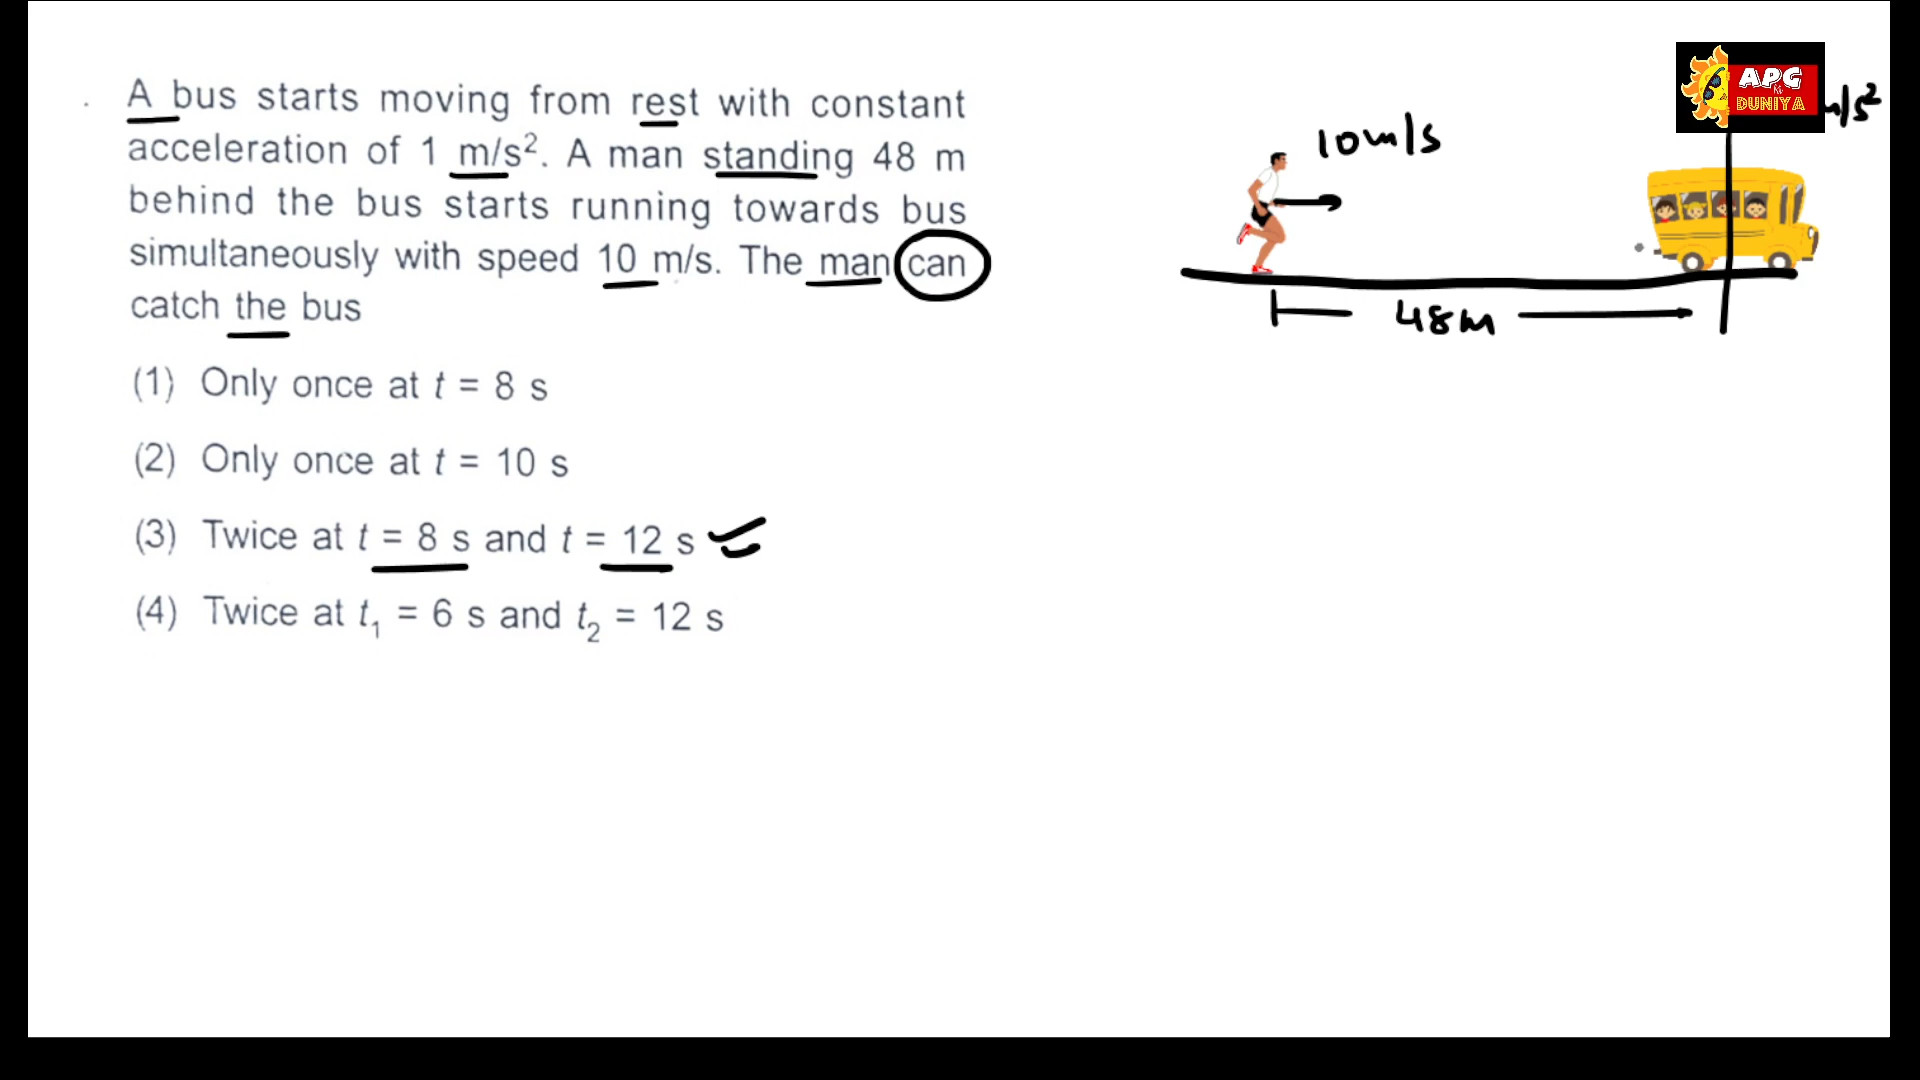 A bus starts moving from rest with constant
acceleration of 1 m/s². A man standing 48 m
behind the bus starts running towards bus
simultaneously with speed 10 m/s. The man can
catch the bus
(1) Only once at t = 8 s
(2) Only once at t = 10 s
(3) Twice at t = 8 s and t = 12 s
(4) Twice at t₁ = 6 s and t₂ = 12 s
10m/s
48m
APG
ki
DUNIYA
/s²